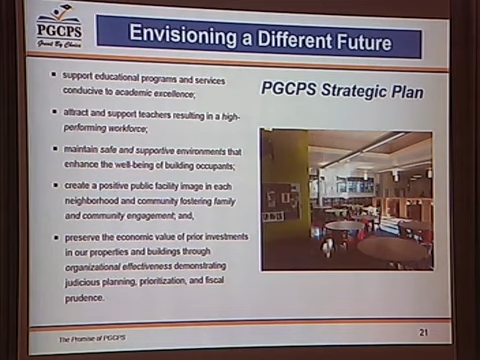 PGCPS
Great By Choice
Envisioning a Different Future
support educational programs and services
conducive to academic excellence;
attract and support teachers resulting in a high-
performing workforce;
maintain safe and supportive environments that
enhance the well-being of building occupants;
create a positive public facility image in each
neighborhood and community fostering family
and community engagement; and,
preserve the economic value of prior investments
in our properties and buildings through
organizational effectiveness demonstrating
judicious planning, prioritization, and fiscal
prudence.
PGCPS Strategic Plan
The Promise of PGCPS
21